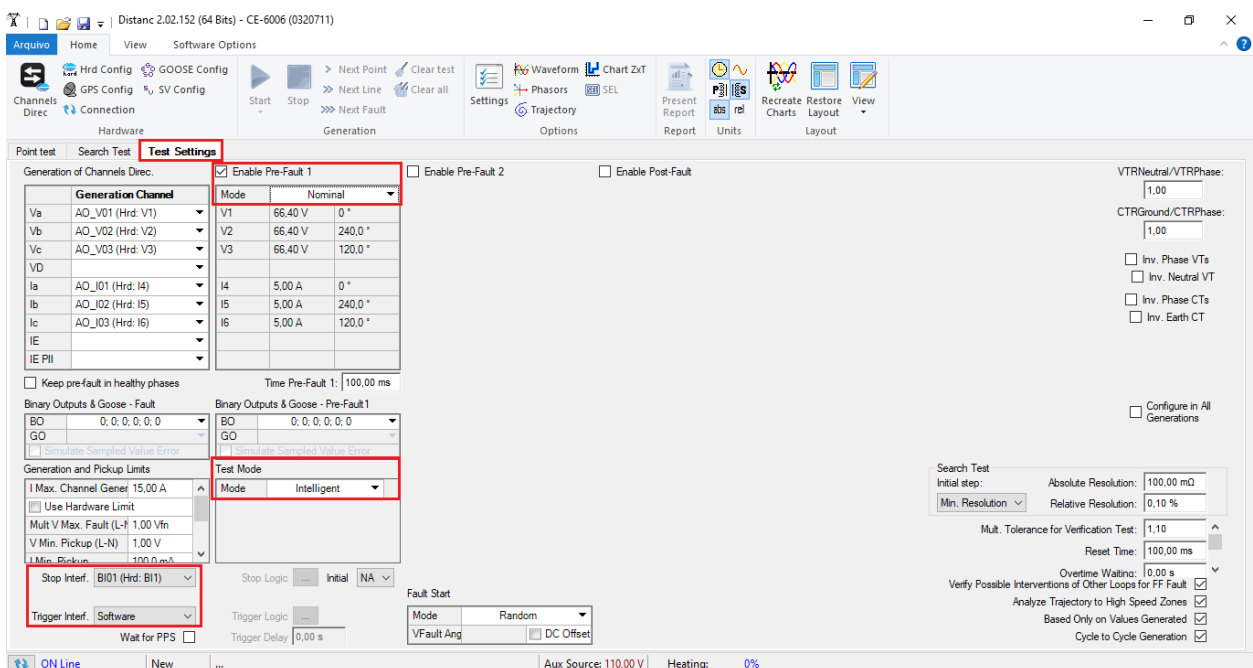 Distanc 2.02.152 (64 Bits) - CE-6006 (0320711)
Arquivo Home View Software Options
Hrd Config GOOSE Config
GPS Config SV Config
Connection
Channels Direc
Hardware
Start Stop
Next Point Clear test
Next Line Clear all
Next Fault
Generation
Settings
Waveform Chart ZxT
Phasors SEL
Trajectory
Options
Present Report
Report
abs rel
Units
Recreate Charts Restore Layout View
Layout
Point test Search Test Test Settings
Generation of Channels Direc.
Generation Channel
Va AO_V01 (Hrd: V1)
Vb AO_V02 (Hrd: V2)
Vc AO_V03 (Hrd: V3)
VD
Ia AO_I01 (Hrd: I4)
Ib AO_I02 (Hrd: I5)
Ic AO_I03 (Hrd: I6)
IE
IE PII
Keep pre-fault in healthy phases
Enable Pre-Fault 1
Mode Nominal
V1 66,40 V 0 °
V2 66,40 V 240,0 °
V3 66,40 V 120,0 °
I4 5,00 A 0 °
I5 5,00 A 240,0 °
I6 5,00 A 120,0 °
Time Pre-Fault 1: 100,00 ms
Enable Pre-Fault 2
Enable Post-Fault
VTRNeutral/VTRPhase:
1,00
CTRGround/CTRPhase:
1,00
Inv. Phase VTs
Inv. Neutral VT
Inv. Phase CTs
Inv. Earth CT
Configure in All Generations
Binary Outputs & Goose - Fault
BO 0; 0; 0; 0; 0; 0
GO
Simulate Sampled Value Error
Binary Outputs & Goose - Pre-Fault1
BO 0; 0; 0; 0; 0; 0
GO
Simulate Sampled Value Error
Generation and Pickup Limits
I Max. Channel Gener 15,00 A
Use Hardware Limit
Mult V Max. Fault (L-N 1,00 Vfn
V Min. Pickup (L-N) 1,00 V
I Min. Pickup 100,0 mA
Test Mode
Mode Intelligent
Stop Interf. BI01 (Hrd: BI1)
Stop Logic ... Initial NA
Trigger Interf. Software
Trigger Logic ...
Wait for PPS
Trigger Delay 0,00 s
Fault Start
Mode Random
VFault Ang DC Offset
Search Test
Initial step:
Min. Resolution
Absolute Resolution: 100,00 mΩ
Relative Resolution: 0,10 %
Mult. Tolerance for Verification Test: 1,10
Reset Time: 100,00 ms
Overtime Waiting: 0,00 s
Verify Possible Interventions of Other Loops for FF Fault
Analyze Trajectory to High Speed Zones
Based Only on Values Generated
Cycle to Cycle Generation
ON Line New ... Aux Source: 110.00 V Heating: 0%